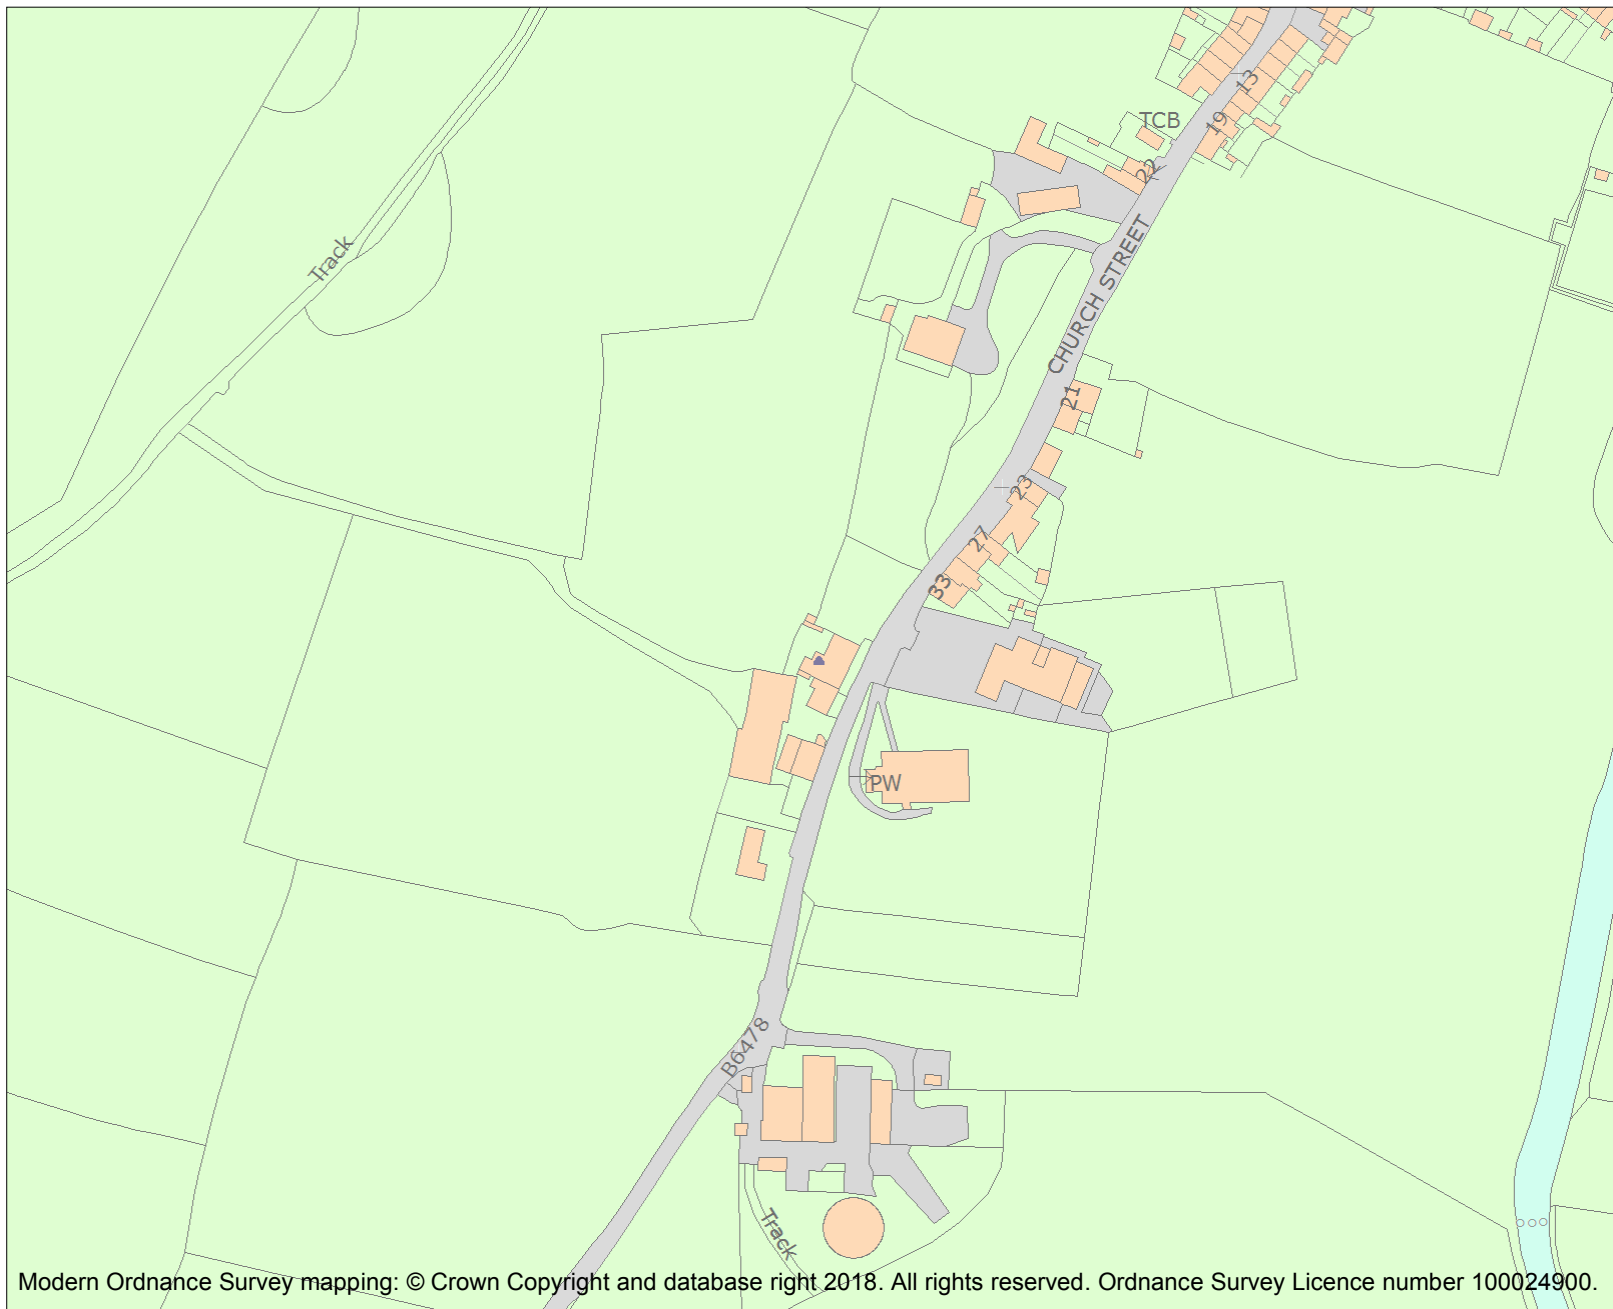 13
TCB
19
22
Track
CHURCH STREET
21
23
27
33
PW
B6478
Track
Modern Ordnance Survey mapping: © Crown Copyright and database right 2018. All rights reserved. Ordnance Survey Licence number 100024900.